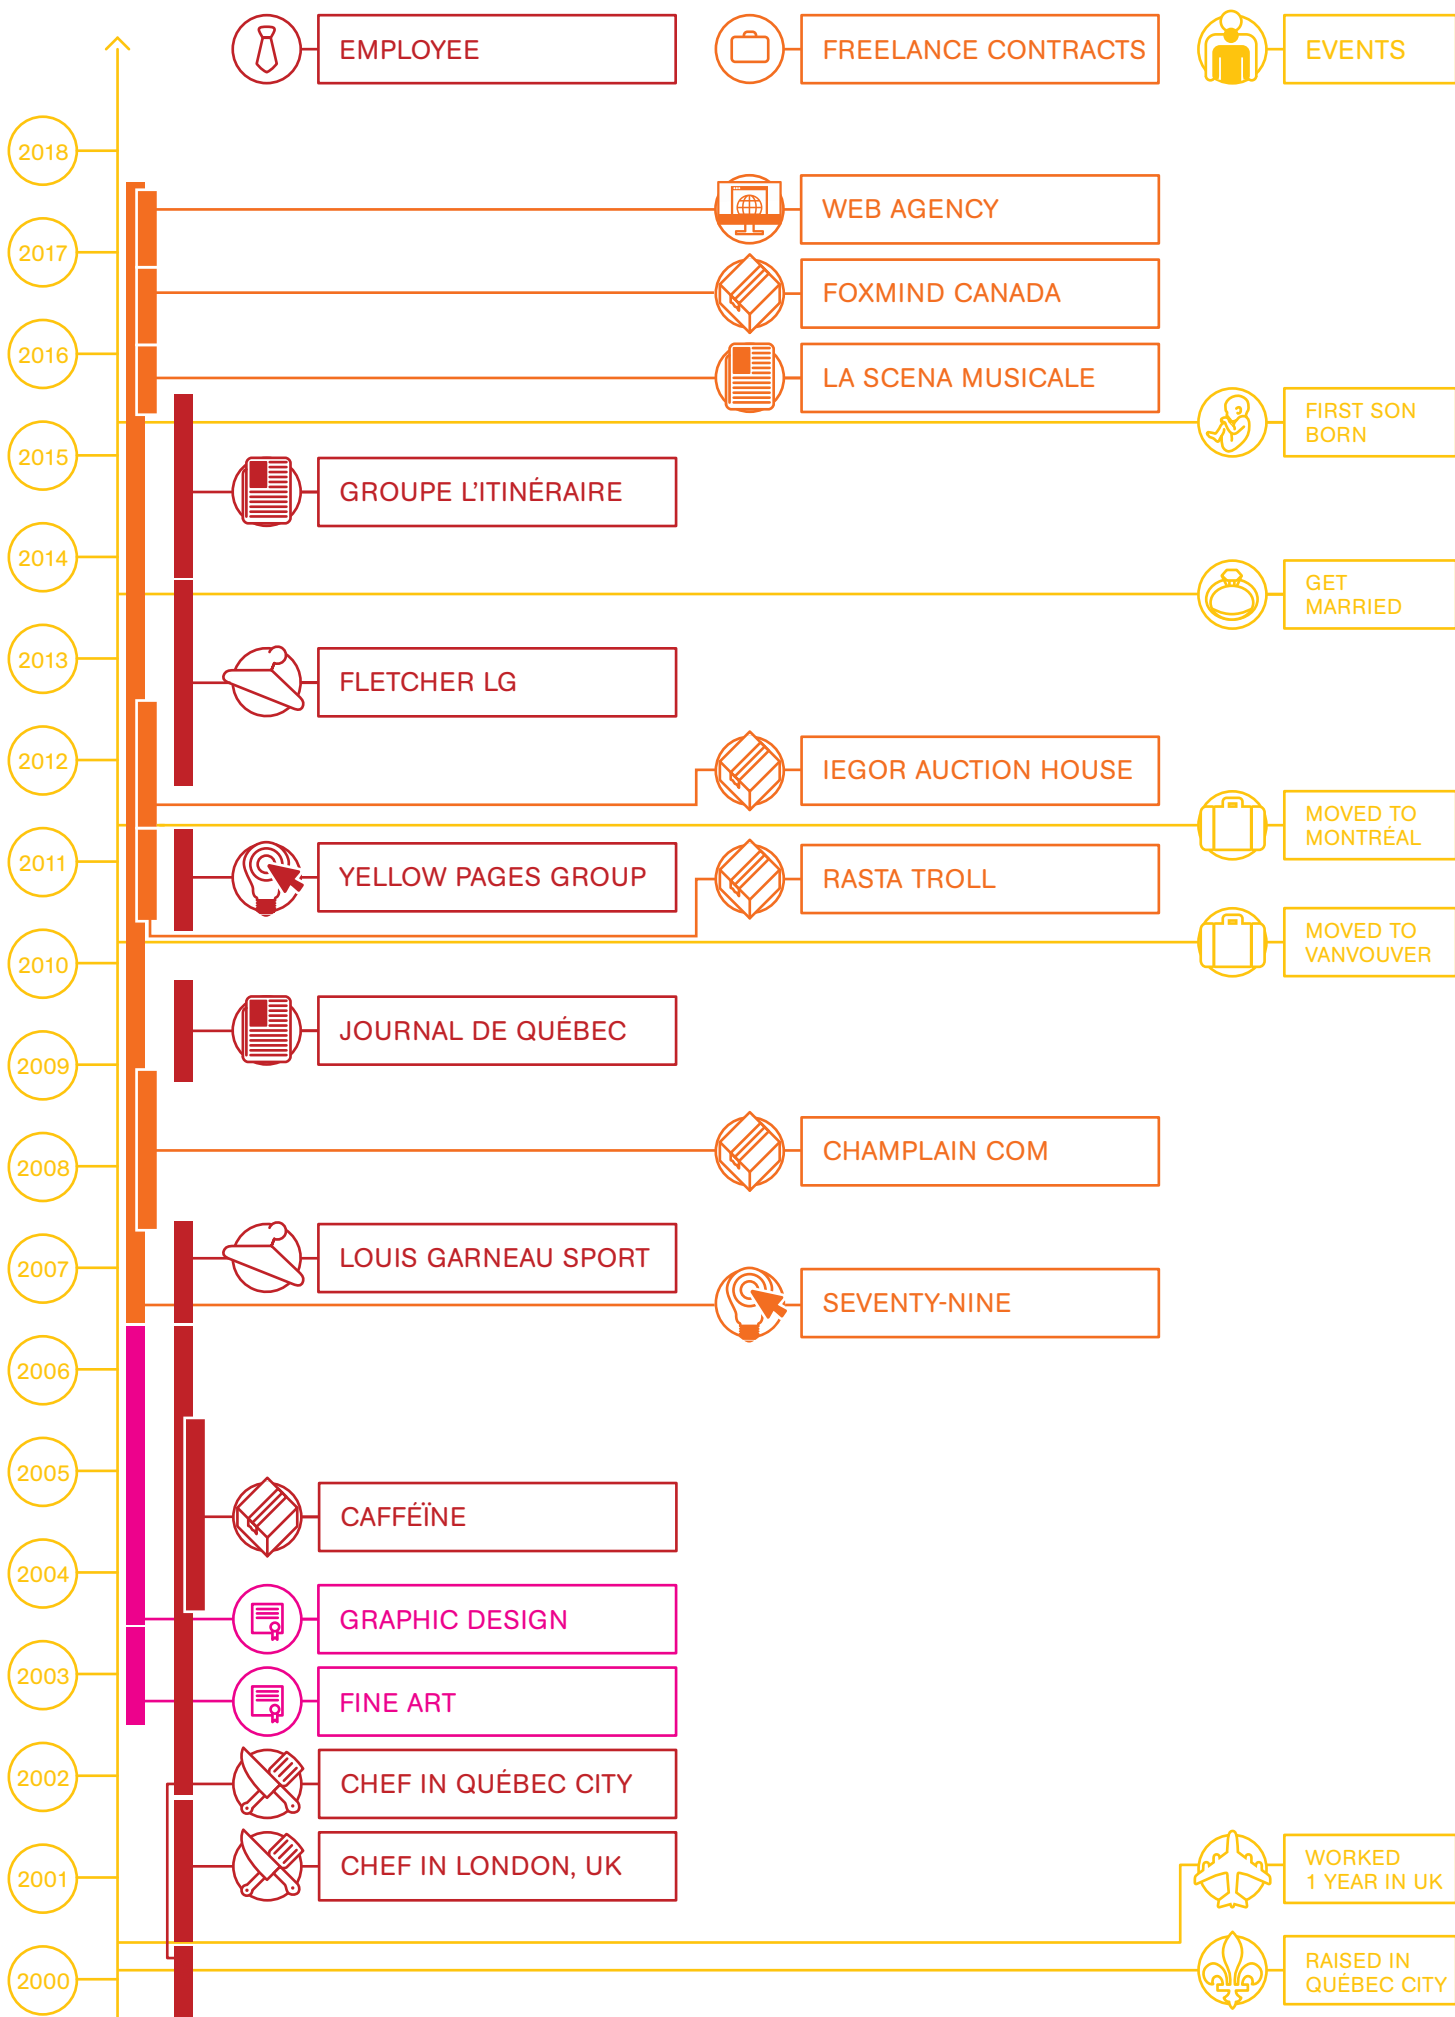 EMPLOYEE
FREELANCE CONTRACTS
EVENTS
2018
WEB AGENCY
2017
FOXMIND CANADA
2016
LA SCENA MUSICALE
FIRST SON
BORN
2015
GROUPE L'ITINÉRAIRE
2014
GET
MARRIED
2013
FLETCHER LG
2012
IEGOR AUCTION HOUSE
MOVED TO
MONTRÉAL
2011
YELLOW PAGES GROUP
RASTA TROLL
MOVED TO
VANVOUVER
2010
JOURNAL DE QUÉBEC
2009
CHAMPLAIN COM
2008
LOUIS GARNEAU SPORT
2007
SEVENTY-NINE
2006
2005
CAFFÉÏNE
2004
GRAPHIC DESIGN
2003
FINE ART
2002
CHEF IN QUÉBEC CITY
CHEF IN LONDON, UK
2001
WORKED
1 YEAR IN UK
2000
RAISED IN
QUÉBEC CITY